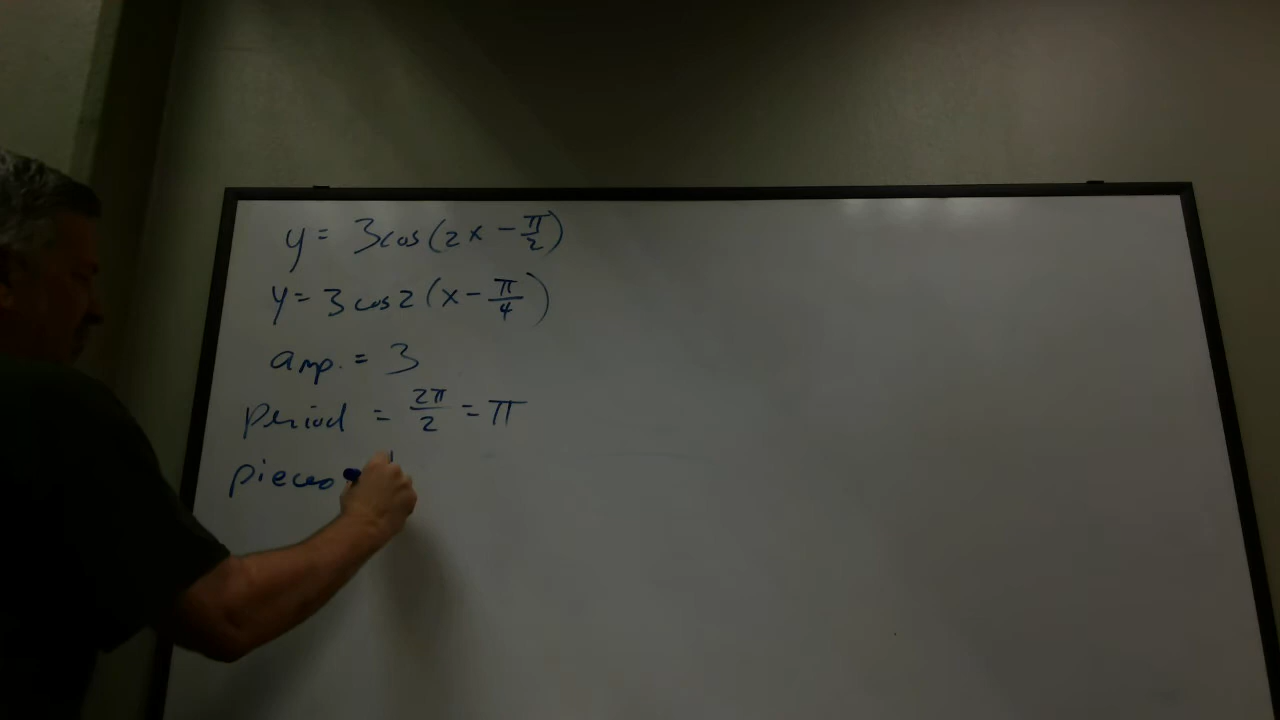 y = 3cos(2x - π/2)
y = 3cos2(x - π/4)
amp. = 3
period = 2π/2 = π
pieces